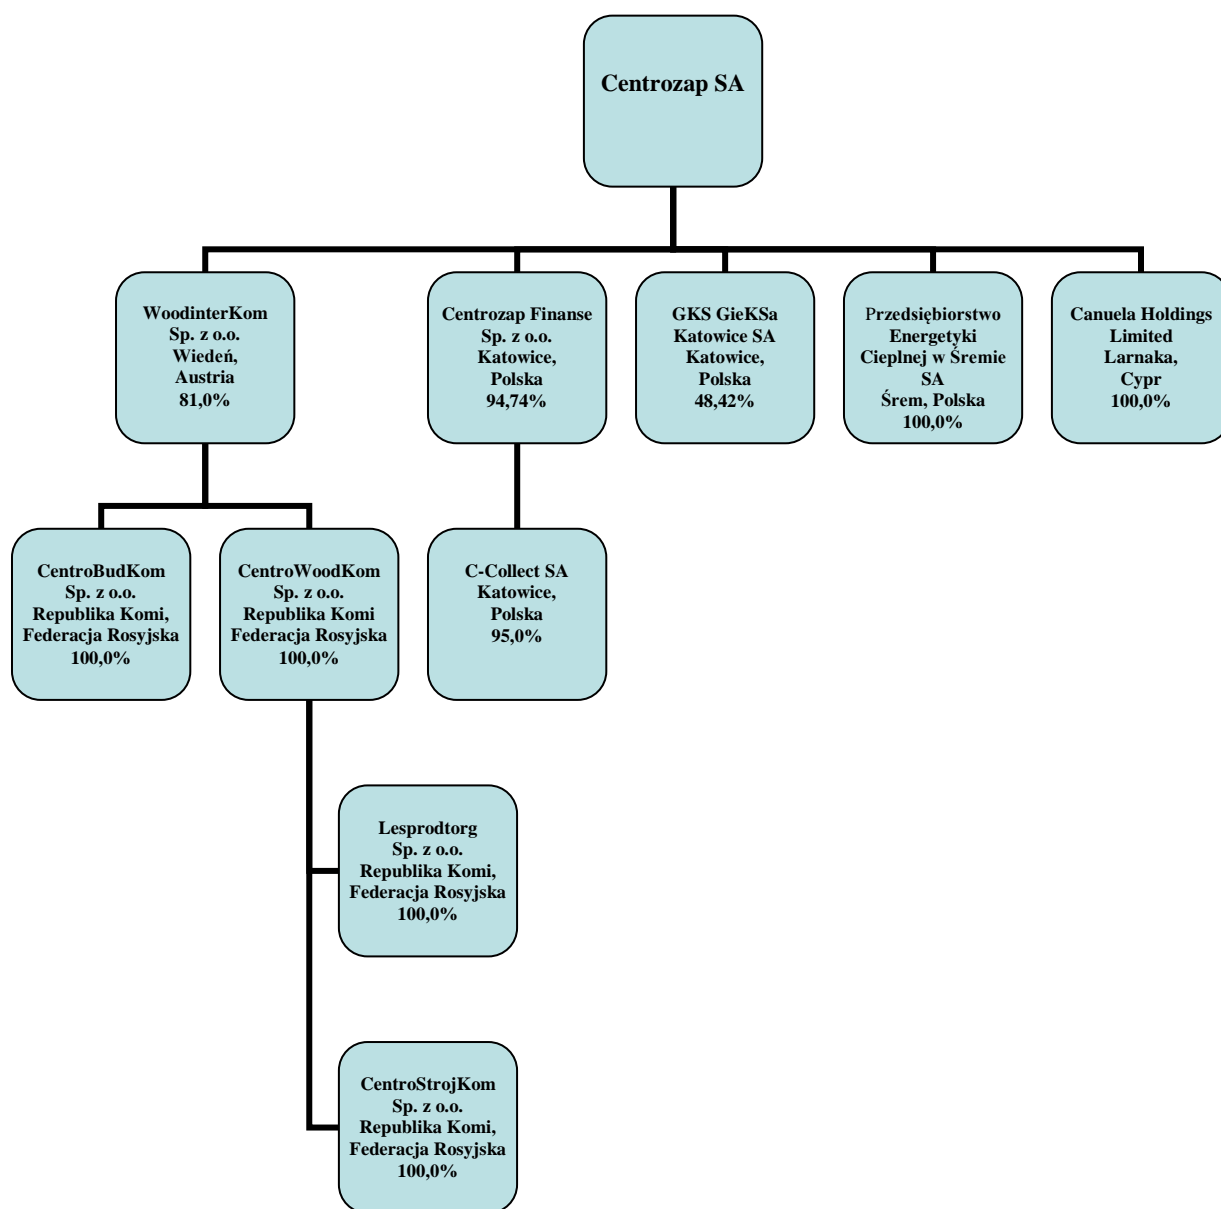 Centrozap SA
WoodinterKom
Sp. z o.o.
Wiedeń,
Austria
81,0%
Centrozap Finanse
Sp. z o.o.
Katowice,
Polska
94,74%
GKS GieKSa
Katowice SA
Katowice,
Polska
48,42%
Przedsiębiorstwo
Energetyki
Cieplnej w Śremie
SA
Śrem, Polska
100,0%
Canuela Holdings
Limited
Larnaka,
Cypr
100,0%
CentroBudKom
Sp. z o.o.
Republika Komi,
Federacja Rosyjska
100,0%
CentroWoodKom
Sp. z o.o.
Republika Komi
Federacja Rosyjska
100,0%
C-Collect SA
Katowice,
Polska
95,0%
Lesprodtorg
Sp. z o.o.
Republika Komi,
Federacja Rosyjska
100,0%
CentroStrojKom
Sp. z o.o.
Republika Komi,
Federacja Rosyjska
100,0%